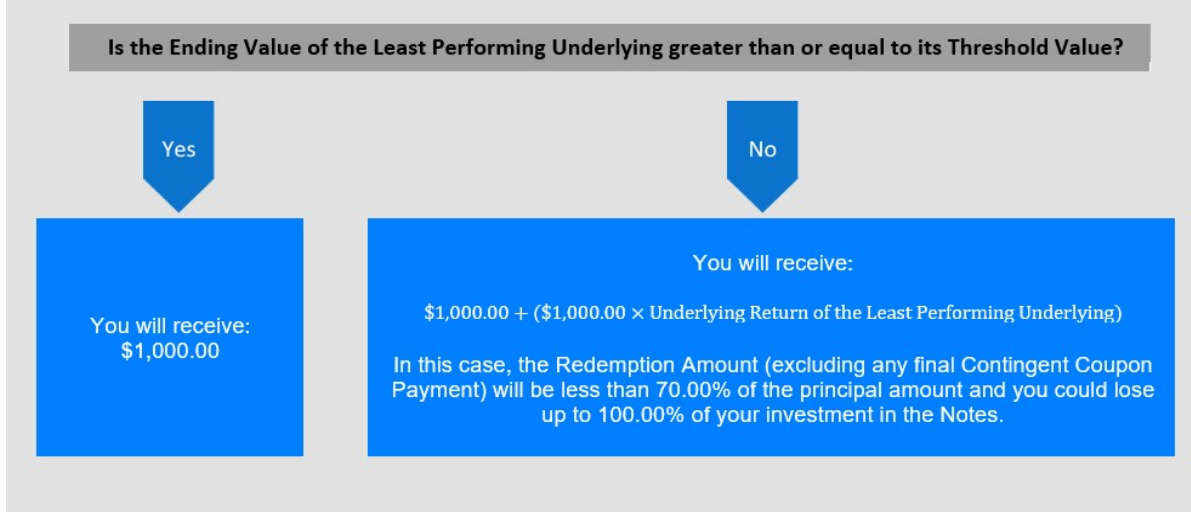 Is the Ending Value of the Least Performing Underlying greater than or equal to its Threshold Value?
Yes
No
You will receive:
$1,000.00
You will receive:
$1,000.00 + ($1,000.00 × Underlying Return of the Least Performing Underlying)
In this case, the Redemption Amount (excluding any final Contingent Coupon
Payment) will be less than 70.00% of the principal amount and you could lose
up to 100.00% of your investment in the Notes.